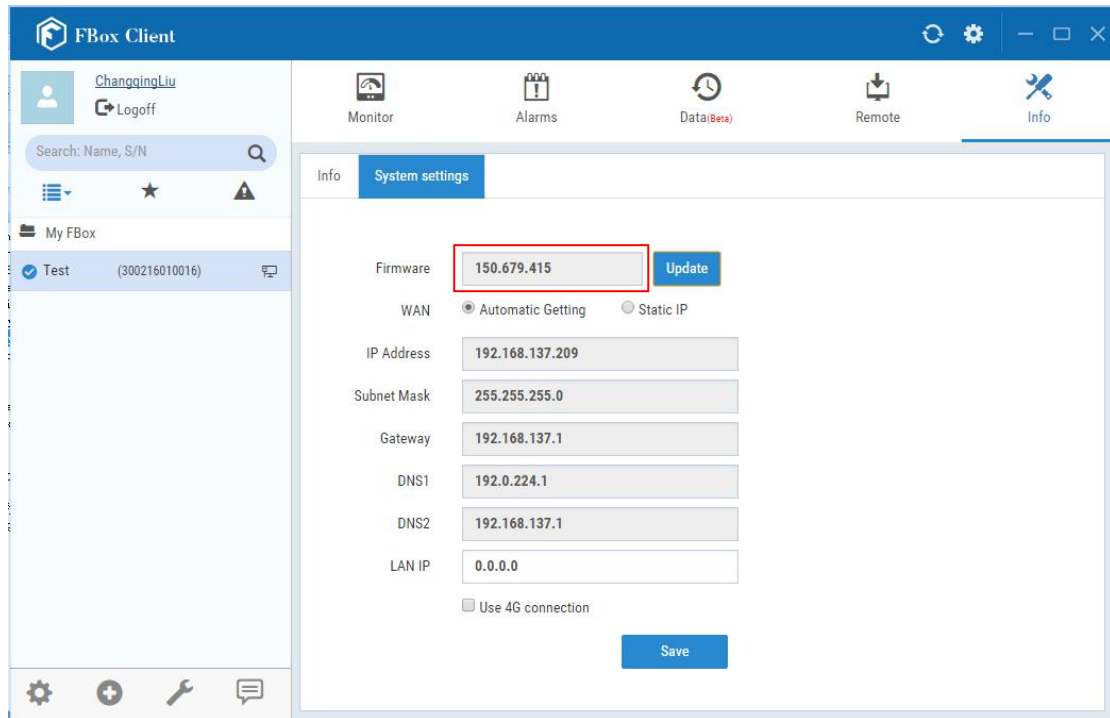 FBox Client
ChangqingLiu
Logoff
Search: Name, S/N
My FBox
Test (300216010016)
Monitor
Alarms
Data(Beta)
Remote
Info
Info
System settings
Firmware 150.679.415 Update
WAN Automatic Getting Static IP
IP Address 192.168.137.209
Subnet Mask 255.255.255.0
Gateway 192.168.137.1
DNS1 192.0.224.1
DNS2 192.168.137.1
LAN IP 0.0.0.0
Use 4G connection
Save